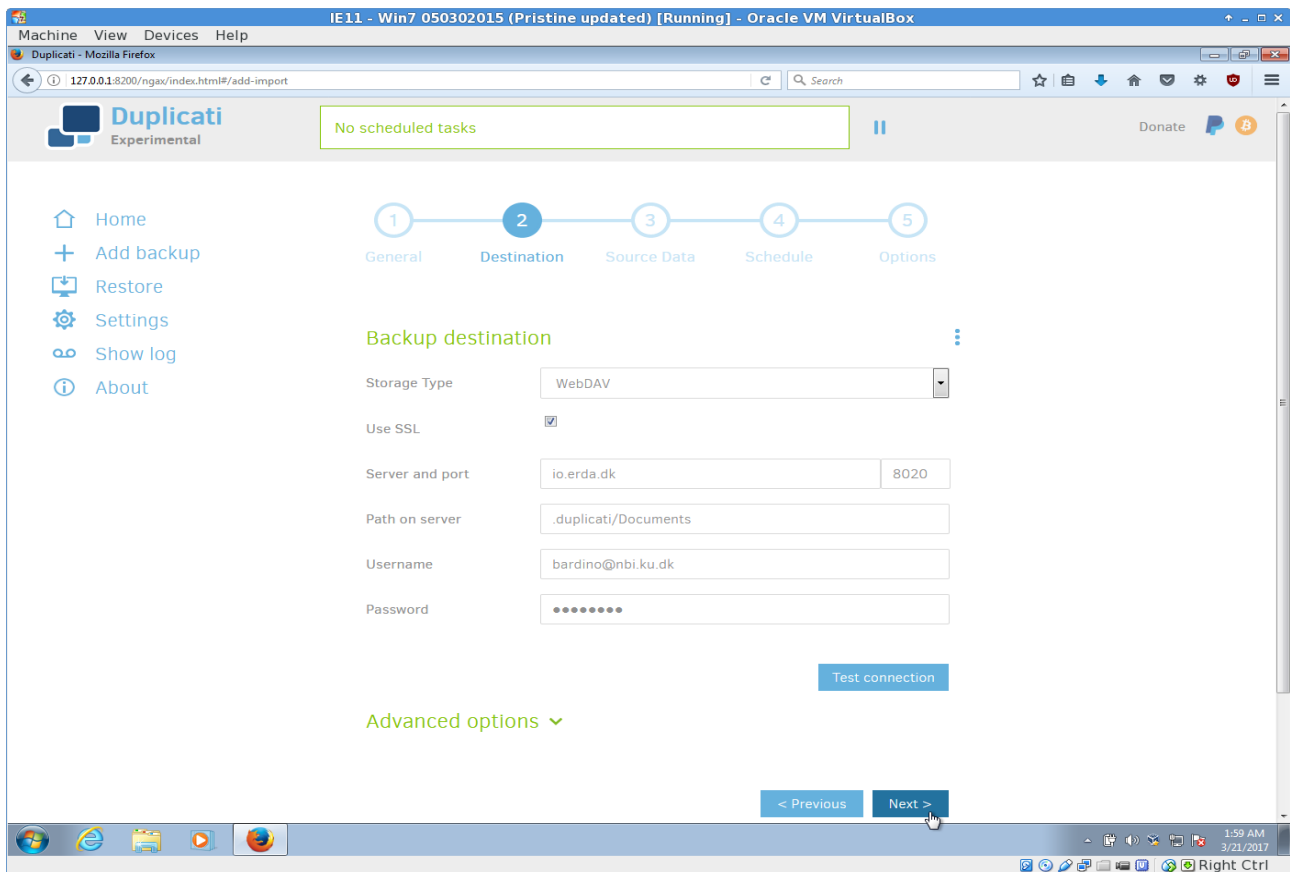 IE11 - Win7 050302015 (Pristine updated) [Running] - Oracle VM VirtualBox
Machine View Devices Help
Duplicati - Mozilla Firefox
127.0.0.1:8200/ngax/index.html#/add-import
Search
Duplicati
Experimental
No scheduled tasks
Donate
Home
Add backup
Restore
Settings
Show log
About
1 2 3 4 5
General Destination Source Data Schedule Options
Backup destination
Storage Type WebDAV
Use SSL
Server and port io.erda.dk 8020
Path on server .duplicati/Documents
Username bardino@nbi.ku.dk
Password ●●●●●●●●
Test connection
Advanced options
< Previous Next >
1:59 AM
3/21/2017
Right Ctrl